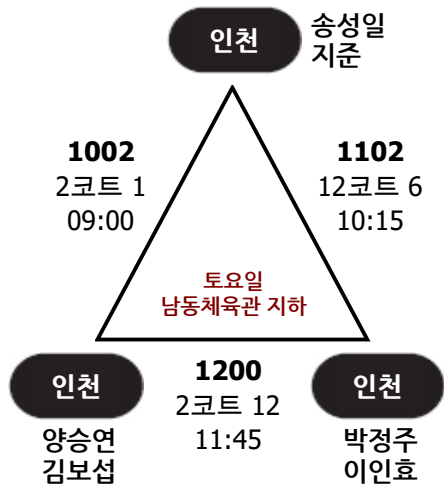 인천
송성일
지준
1002
2코트 1
09:00
1102
12코트 6
10:15
토요일
남동체육관 지하
인천
양승연
김보섭
1200
2코트 12
11:45
인천
박정주
이인효